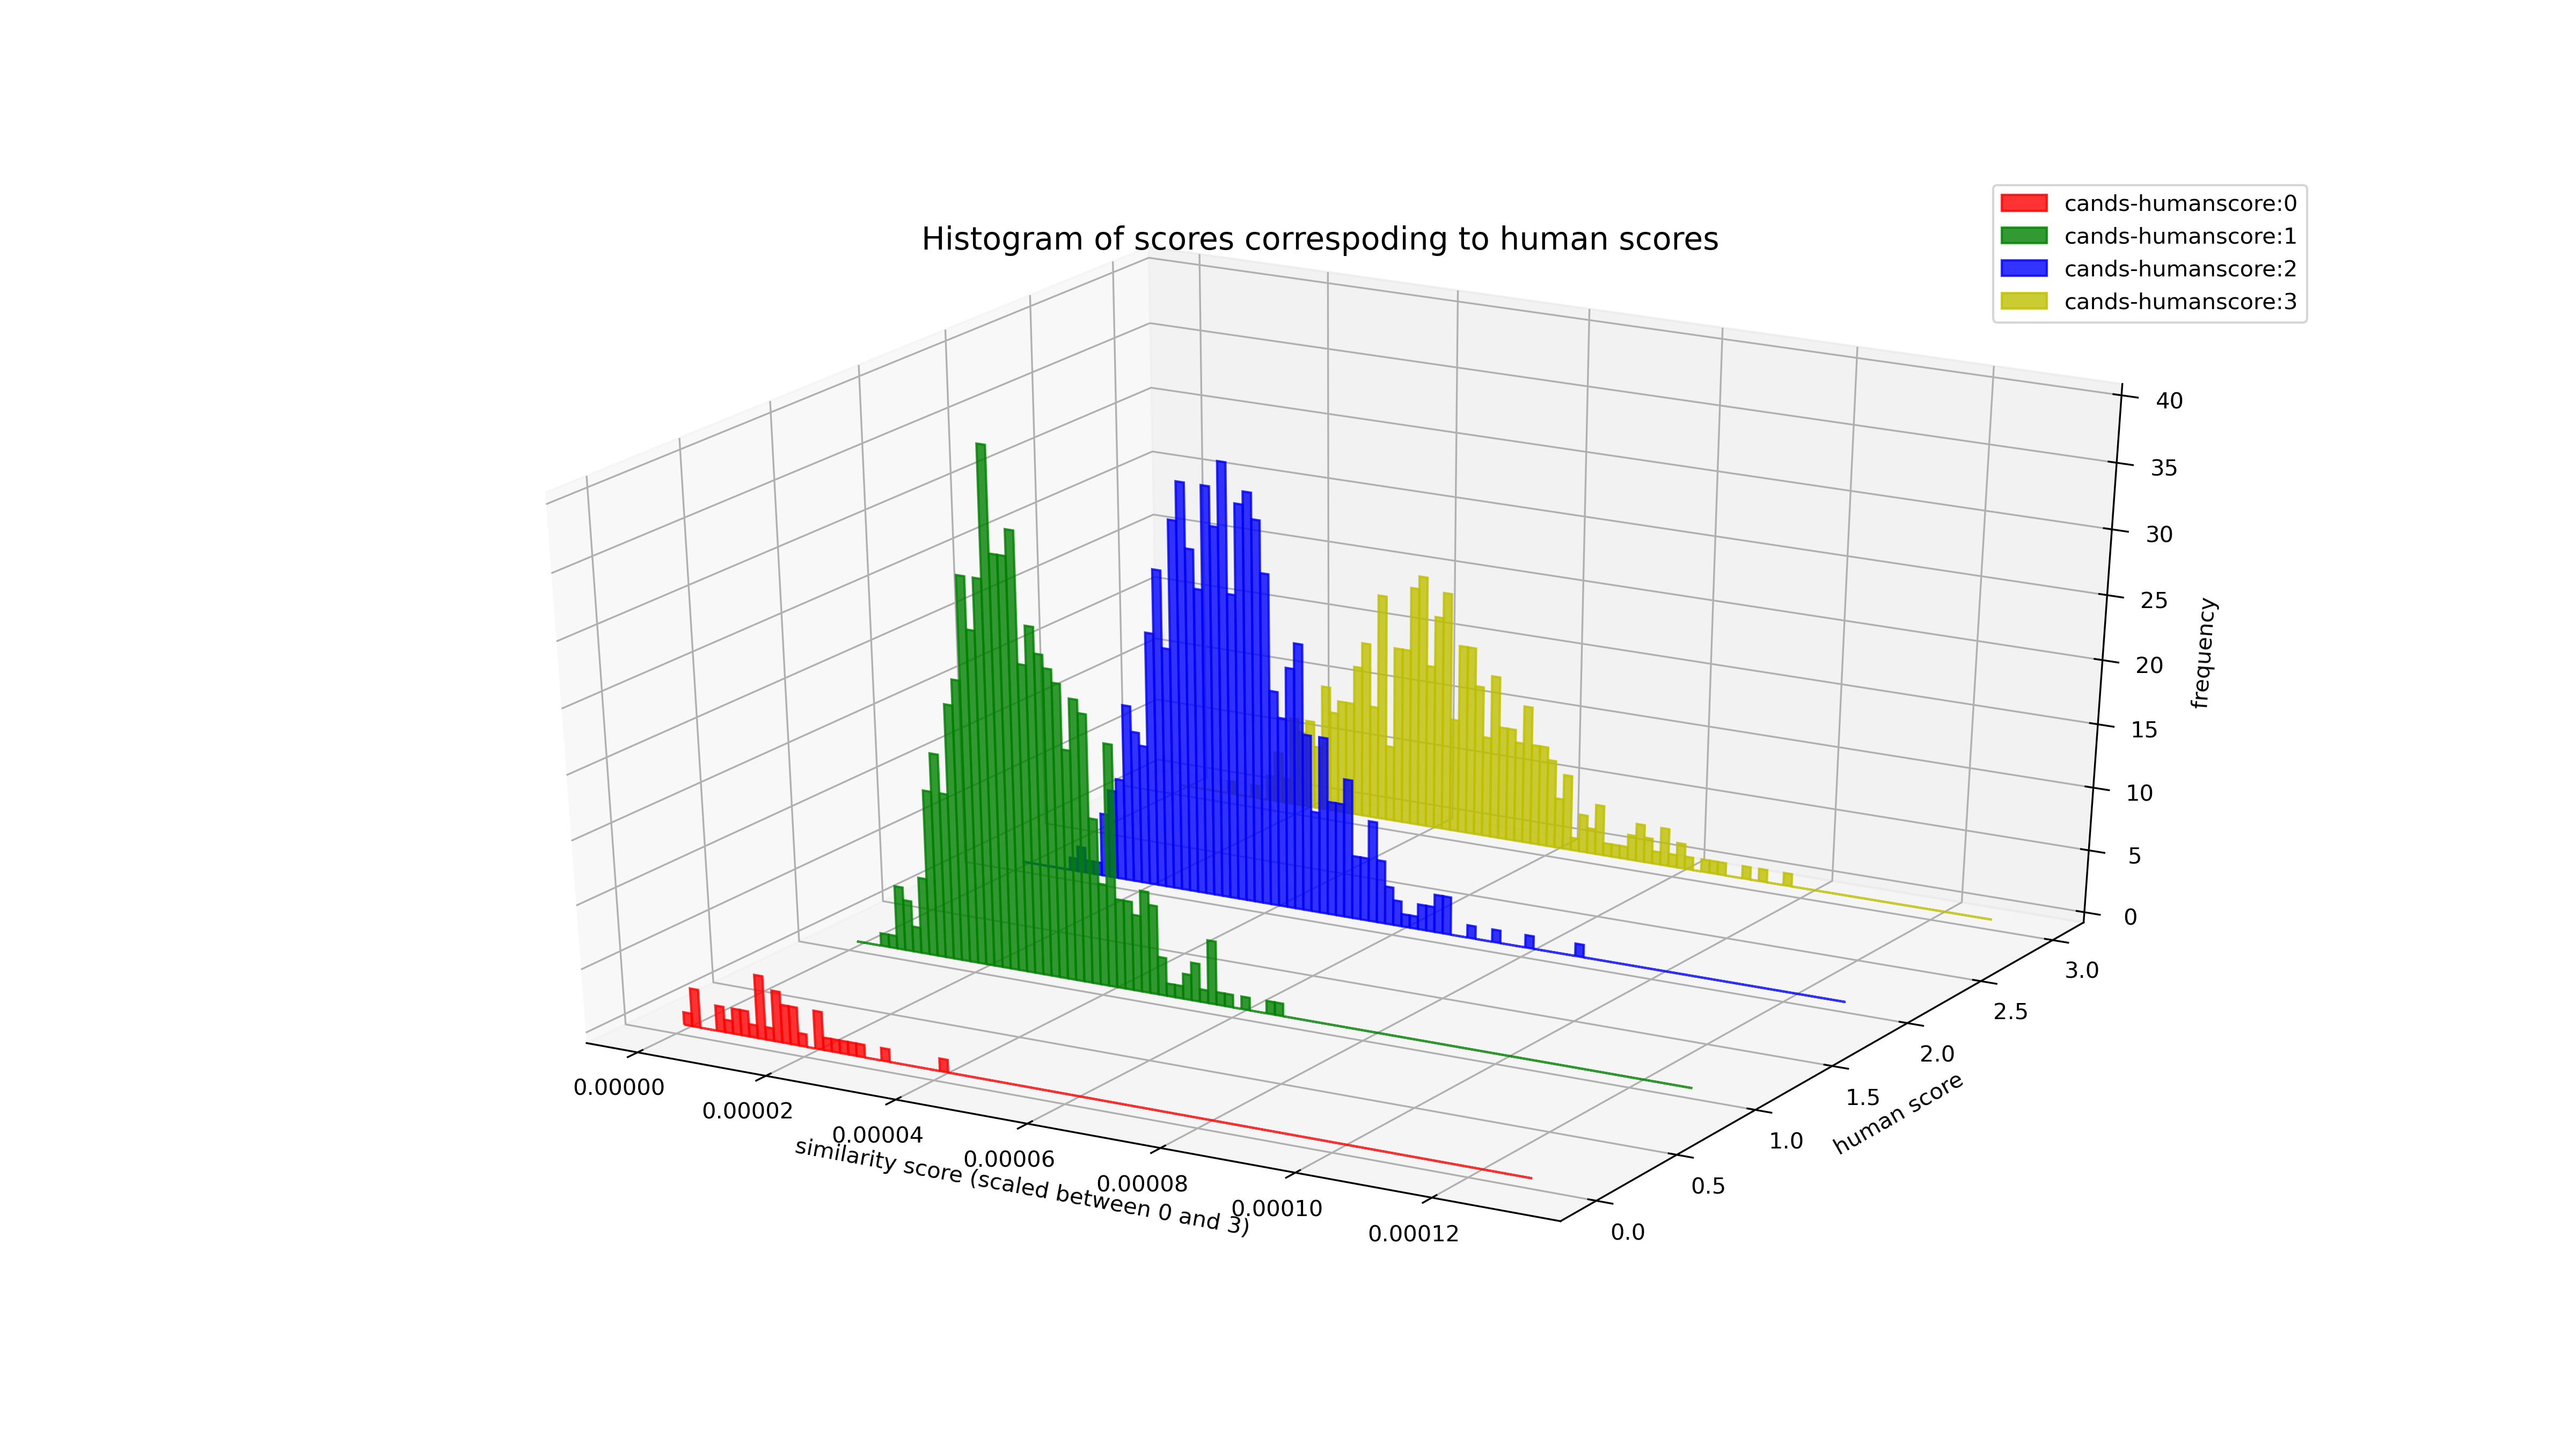 Histogram of scores correspoding to human scores
cands-humanscore:0
cands-humanscore:1
cands-humanscore:2
cands-humanscore:3
40
35
30
25
20
15
10
5
0
frequency
3.0
2.5
2.0
1.5
1.0
0.5
0.0
human score
0.00000
0.00002
0.00004
0.00006
0.00008
0.00010
0.00012
similarity score (scaled between 0 and 3)